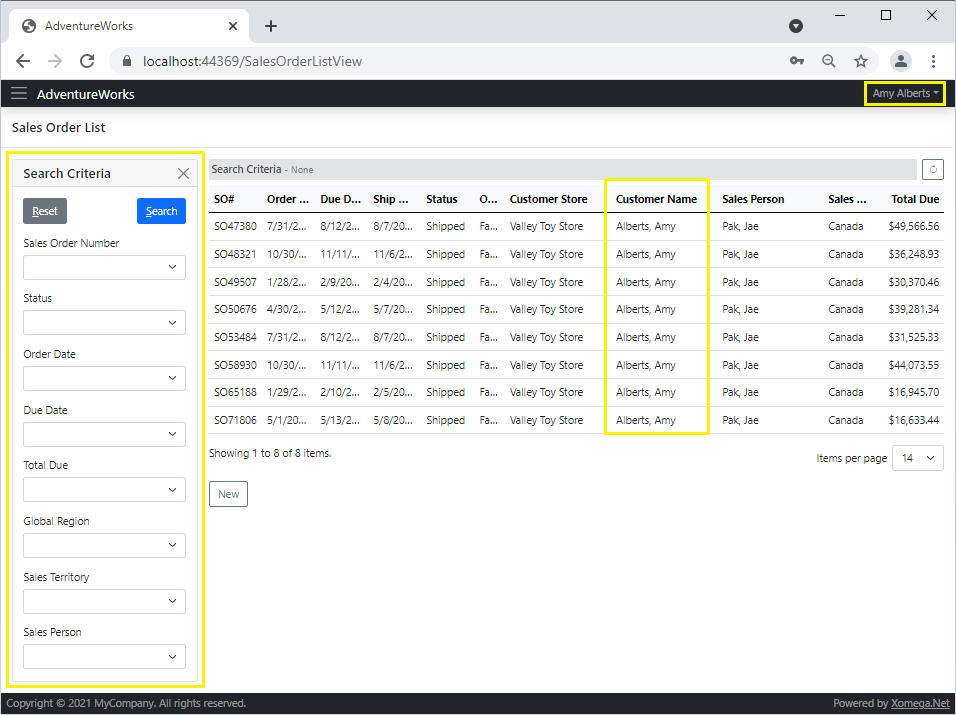 AdventureWorks
localhost:44369/SalesOrderListView
AdventureWorks Amy Alberts
Sales Order List
Search Criteria
Reset Search
Sales Order Number
Status
Order Date
Due Date
Total Due
Global Region
Sales Territory
Sales Person
Search Criteria - None
SO# Order ... Due D... Ship ... Status O... Customer Store Customer Name Sales Person Sales ... Total Due
SO47380 7/31/2... 8/12/2... 8/7/20... Shipped Fa... Valley Toy Store Alberts, Amy Pak, Jae Canada $49,566.56
SO48321 10/30/... 11/11/... 11/6/2... Shipped Fa... Valley Toy Store Alberts, Amy Pak, Jae Canada $36,248.93
SO49507 1/28/2... 2/9/20... 2/4/20... Shipped Fa... Valley Toy Store Alberts, Amy Pak, Jae Canada $30,370.46
SO50676 4/30/2... 5/12/2... 5/7/20... Shipped Fa... Valley Toy Store Alberts, Amy Pak, Jae Canada $39,281.34
SO53484 7/31/2... 8/12/2... 8/7/20... Shipped Fa... Valley Toy Store Alberts, Amy Pak, Jae Canada $31,525.33
SO58930 10/30/... 11/11/... 11/6/2... Shipped Fa... Valley Toy Store Alberts, Amy Pak, Jae Canada $44,073.55
SO65188 1/29/2... 2/10/2... 2/5/20... Shipped Fa... Valley Toy Store Alberts, Amy Pak, Jae Canada $16,945.70
SO71806 5/1/20... 5/13/2... 5/8/20... Shipped Fa... Valley Toy Store Alberts, Amy Pak, Jae Canada $16,633.44
Showing 1 to 8 of 8 items.
Items per page 14
New
Copyright © 2021 MyCompany. All rights reserved. Powered by Xomega.Net